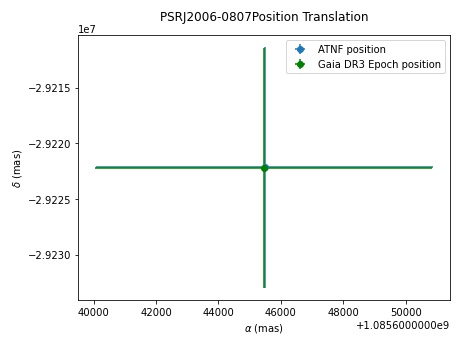 PSRJ2006-0807Position Translation
1e7
ATNF position
Gaia DR3 Epoch position
−2.9215
−2.9220
−2.9225
−2.9230
δ (mas)
40000 42000 44000 46000 48000 50000
α (mas)
+1.0856000000e9